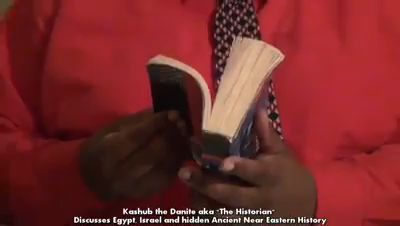 Kashub the Danite aka "The Historian"
Discusses Egypt, Israel and hidden Ancient Near Eastern History